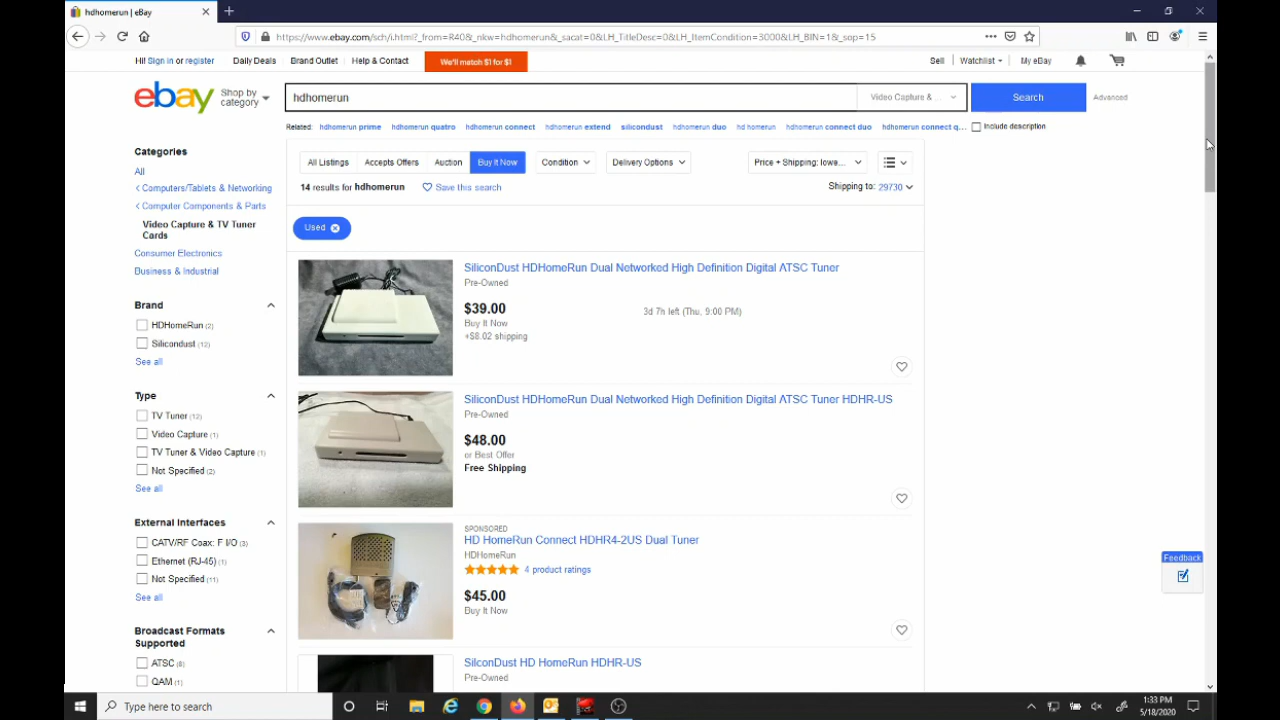 hdhomerun | eBay
https://www.ebay.com/sch/i.html?_from=R40&_nkw=hdhomerun&_sacat=0&LH_TitleDesc=0&LH_ItemCondition=3000&LH_BIN=1&_sop=15
Hi! Sign in or register Daily Deals Brand Outlet Help & Contact We'll match $1 for $1 Sell Watchlist My eBay
ebay Shop by category hdhomerun Video Capture & ... Search Advanced
Related: hdhomerun prime hdhomerun quatro hdhomerun connect hdhomerun extend silicondust hdhomerun duo hd homerun hdhomerun connect duo hdhomerun connect q... Include description
Categories
All
Computers/Tablets & Networking
Computer Components & Parts
Video Capture & TV Tuner
Cards
Consumer Electronics
Business & Industrial
Brand
HDHomeRun (2)
Silicondust (12)
See all
Type
TV Tuner (12)
Video Capture (1)
TV Tuner & Video Capture (1)
Not Specified (2)
See all
External Interfaces
CATV/RF Coax: F I/O (3)
Ethernet (RJ-45) (1)
Not Specified (11)
See all
Broadcast Formats
Supported
ATSC (8)
QAM (1)
All Listings Accepts Offers Auction Buy It Now Condition Delivery Options Price + Shipping: lowe...
14 results for hdhomerun Save this search Shipping to: 29730
Used
SiliconDust HDHomeRun Dual Networked High Definition Digital ATSC Tuner
Pre-Owned
$39.00 3d 7h left (Thu, 9:00 PM)
Buy It Now
+$8.02 shipping
SiliconDust HDHomeRun Dual Networked High Definition Digital ATSC Tuner HDHR-US
Pre-Owned
$48.00
or Best Offer
Free Shipping
SPONSORED
HD HomeRun Connect HDHR4-2US Dual Tuner
HDHomeRun
4 product ratings
$45.00
Buy It Now
SilconDust HD HomeRun HDHR-US
Pre-Owned
Feedback
Type here to search
1:33 PM
5/18/2020